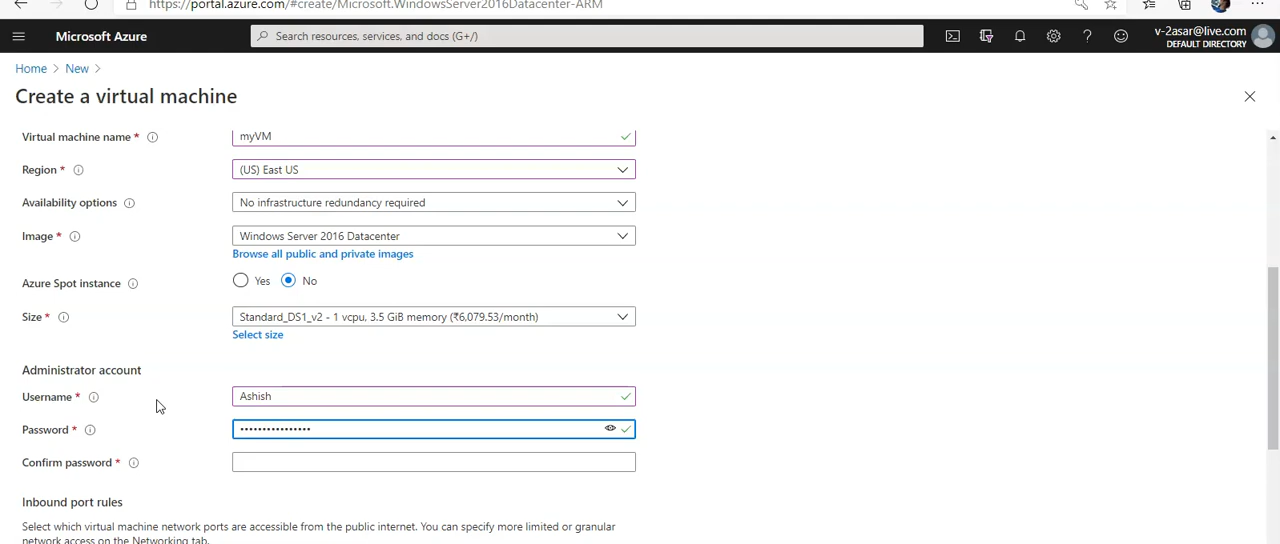 https://portal.azure.com/#create/Microsoft.WindowsServer2016Datacenter-ARM
Microsoft Azure
Search resources, services, and docs (G+/)
v-2asar@live.com
DEFAULT DIRECTORY
Home > New >
Create a virtual machine
Virtual machine name *
myVM
Region *
(US) East US
Availability options
No infrastructure redundancy required
Image *
Windows Server 2016 Datacenter
Browse all public and private images
Azure Spot instance
Yes No
Size *
Standard_DS1_v2 - 1 vcpu, 3.5 GiB memory (₹6,079.53/month)
Select size
Administrator account
Username *
Ashish
Password *
••••••••••••••••
Confirm password *
Inbound port rules
Select which virtual machine network ports are accessible from the public internet. You can specify more limited or granular
network access on the Networking tab.